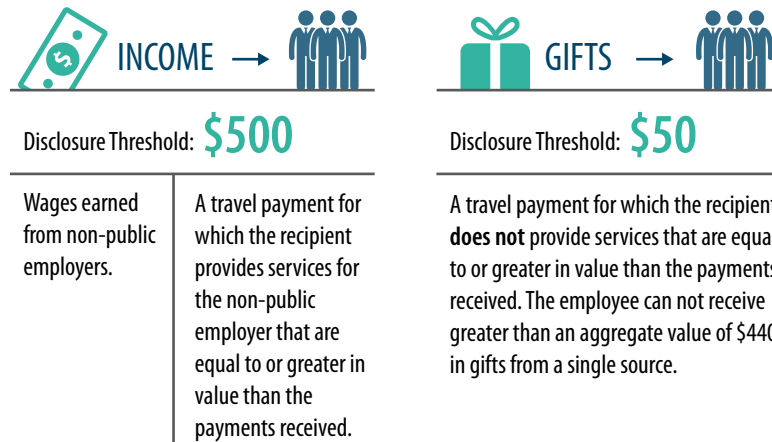 INCOME →
Disclosure Threshold: $500
Wages earned
from non-public
employers.
A travel payment for
which the recipient
provides services for
the non-public
employer that are
equal to or greater in
value than the
payments received.
GIFTS →
Disclosure Threshold: $50
A travel payment for which the recipient
does not provide services that are equa
to or greater in value than the payments
received. The employee can not receive
greater than an aggregate value of $440
in gifts from a single source.